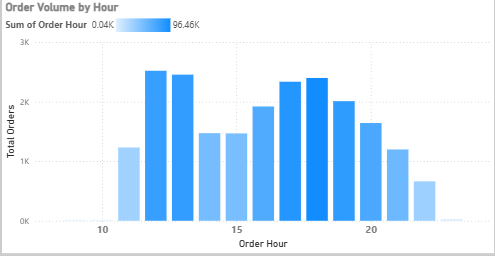 Order Volume by Hour
Sum of Order Hour 0.04K 96.46K
3K
2K
1K
0K
Total Orders
10 15 20
Order Hour